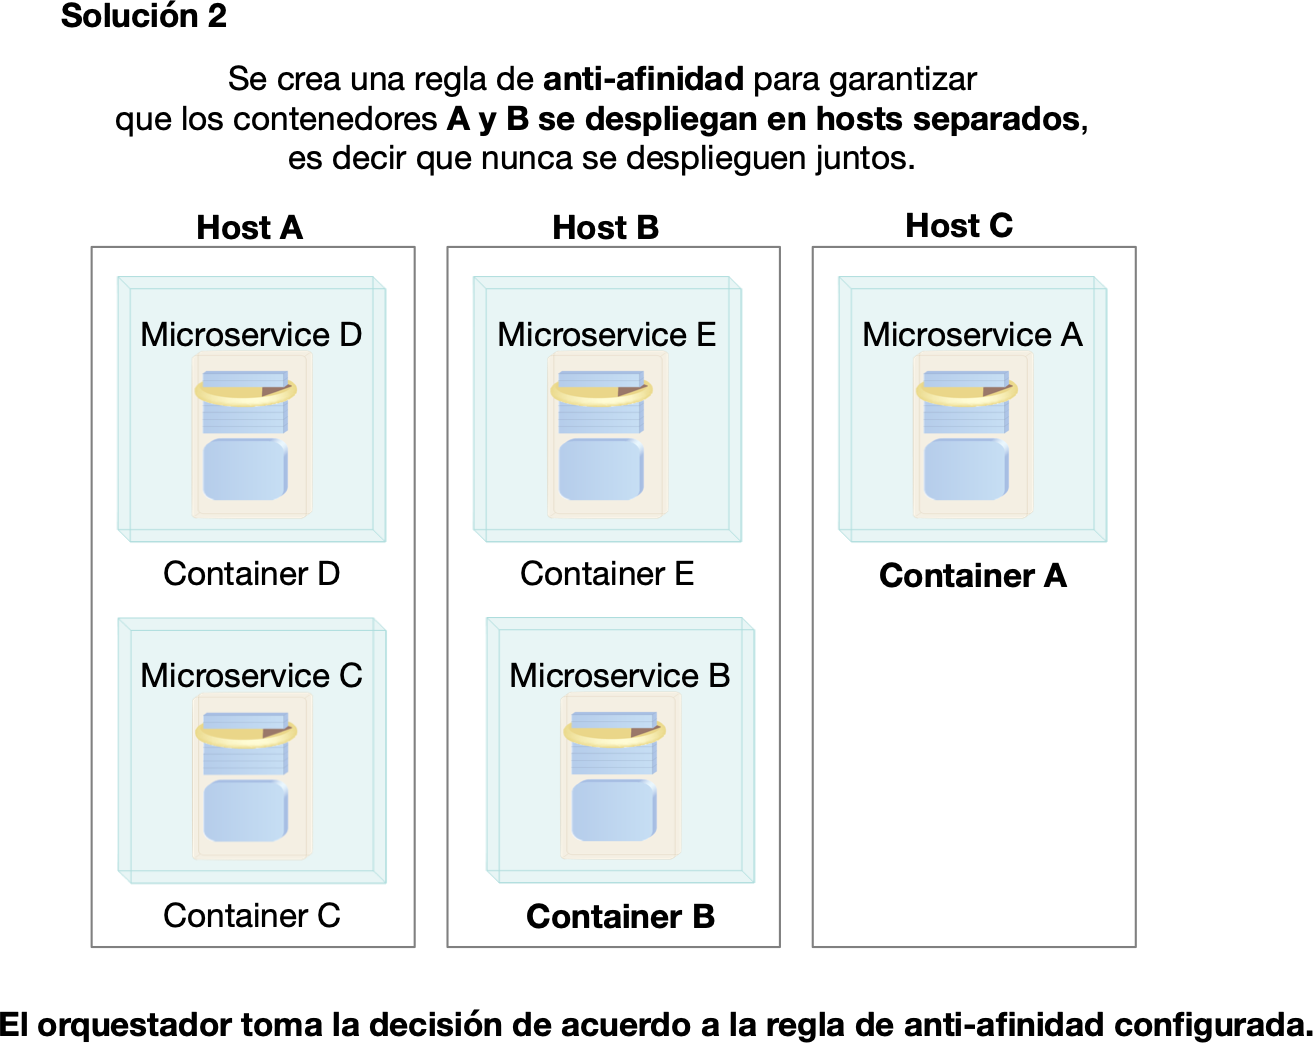 Solución 2
Se crea una regla de anti-afinidad para garantizar
que los contenedores A y B se despliegan en hosts separados,
es decir que nunca se desplieguen juntos.
Host A
Host B
Host C
Microservice D
Microservice E
Microservice A
Container D
Container E
Container A
Microservice C
Microservice B
Container C
Container B
El orquestador toma la decisión de acuerdo a la regla de anti-afinidad configurada.